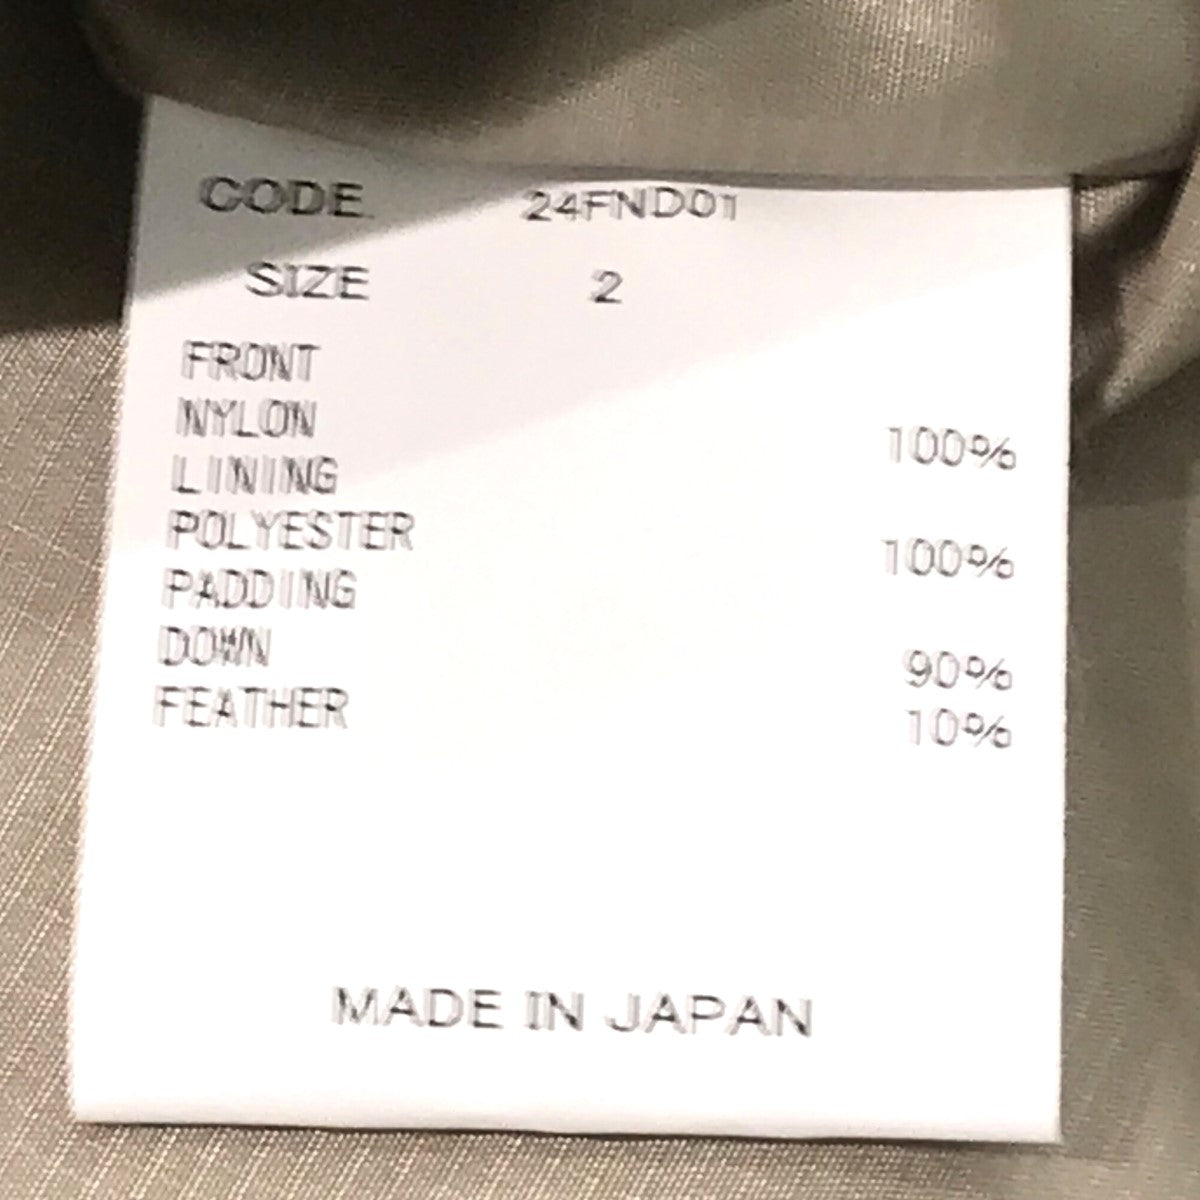 CODE 24FND01
SIZE 2
FRONT
NYLON 100%
LINING
POLYESTER 100%
PADDING
DOWN 90%
FEATHER 10%
MADE IN JAPAN